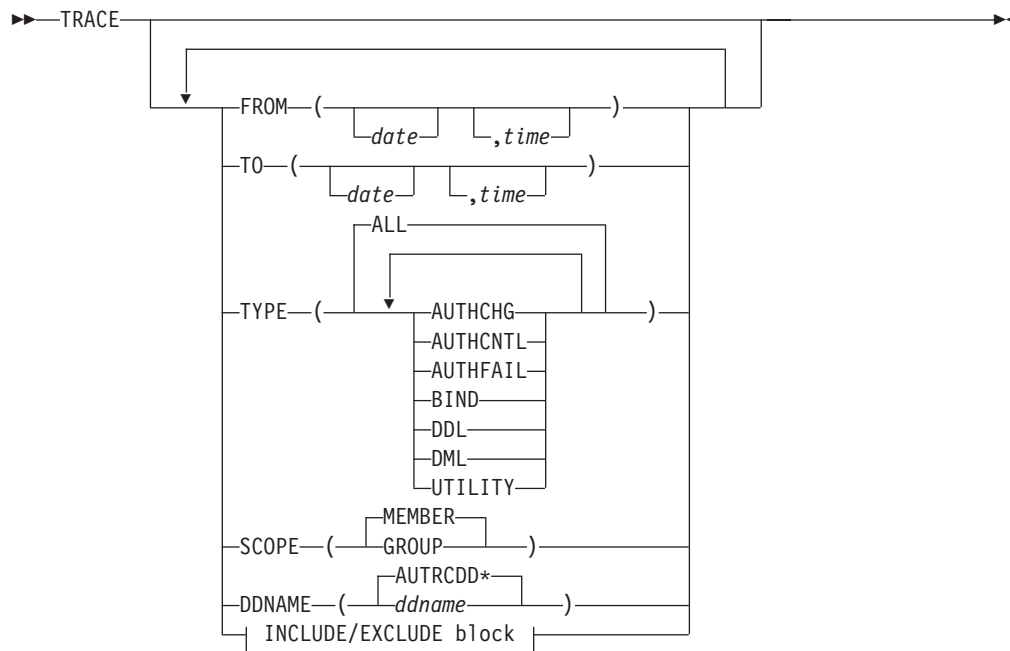 TRACE
FROM ( date ,time )
TO ( date ,time )
ALL
TYPE ( AUTHCHG )
AUTHCNTL
AUTHFAIL
BIND
DDL
DML
UTILITY
MEMBER
SCOPE ( GROUP )
AUTRCDD*
DDNAME ( ddname )
INCLUDE/EXCLUDE block